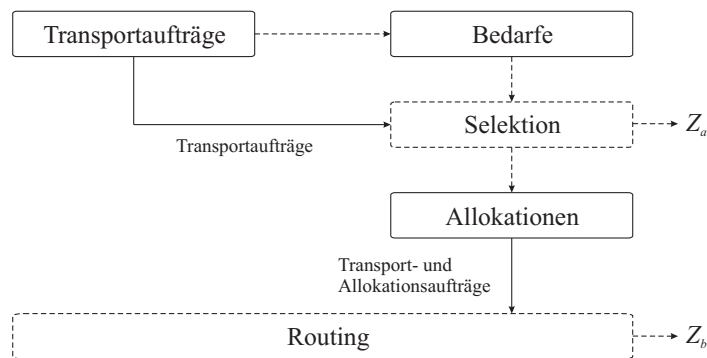 Transportaufträge
Bedarfe
Selektion
Z_a
Transportaufträge
Allokationen
Transport- und
Allokationsaufträge
Routing
Z_b